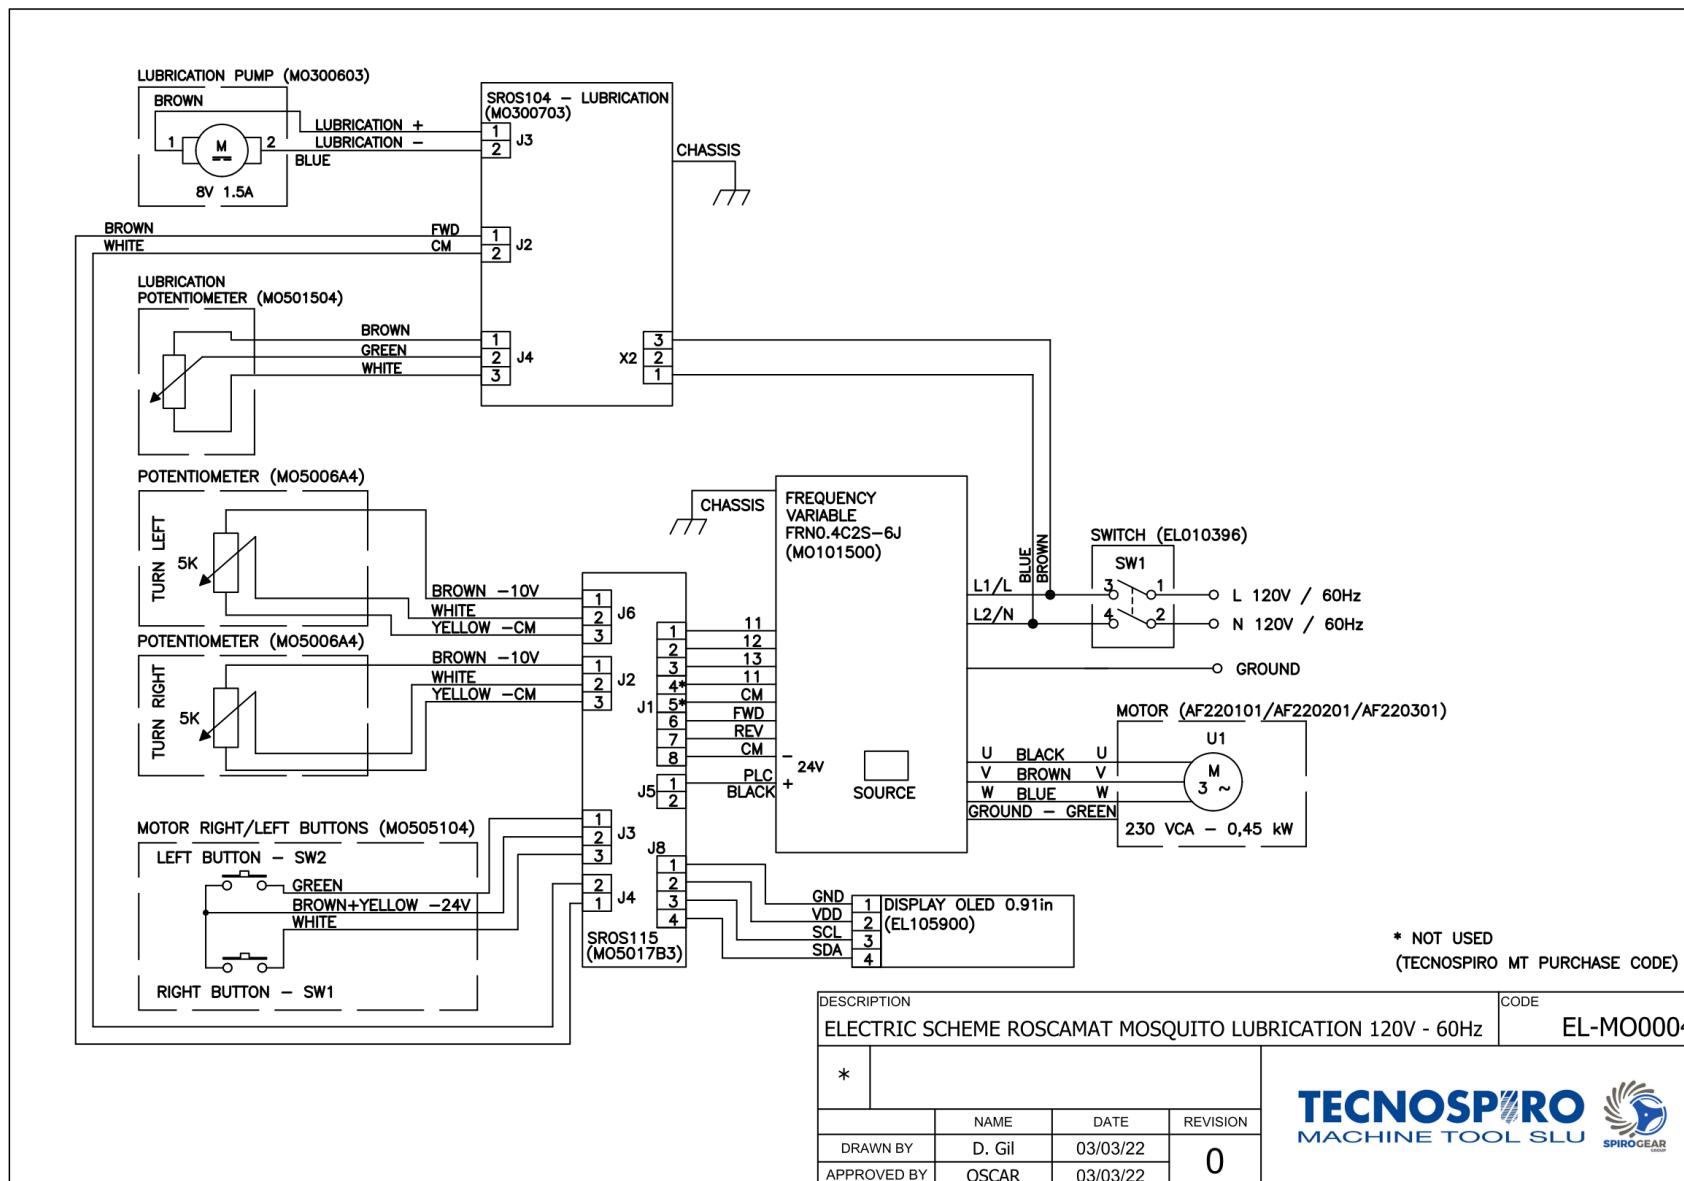 LUBRICATION PUMP (MO300603)
BROWN
LUBRICATION +
LUBRICATION -
1 M 2
BLUE
8V 1.5A
SROS104 - LUBRICATION
(MO300703)
1
2
J3
CHASSIS
BROWN FWD
WHITE CM
1
2
J2
LUBRICATION
POTENTIOMETER (MO501504)
BROWN
GREEN
WHITE
1
2
3
J4
X2
3
2
1
POTENTIOMETER (MO5006A4)
TURN LEFT
5K
BROWN -10V
WHITE
YELLOW -CM
1
2
3
J6
POTENTIOMETER (MO5006A4)
TURN RIGHT
5K
BROWN -10V
WHITE
YELLOW -CM
1
2
3
J2
CHASSIS
FREQUENCY
VARIABLE
FRN0.4C2S-6J
(MO101500)
J1
1 11
2 12
3 13
4* 11
5* CM
6 FWD
7 REV
8 CM
-
24V
+
J5
1 PLC
2 BLACK
SOURCE
L1/L
L2/N
BLUE
BROWN
SWITCH (EL010396)
SW1
3 1
4 2
L 120V / 60Hz
N 120V / 60Hz
GROUND
MOTOR (AF220101/AF220201/AF220301)
U1
U BLACK U
V BROWN V
W BLUE W
GROUND - GREEN
M
3 ~
230 VCA - 0,45 kW
MOTOR RIGHT/LEFT BUTTONS (MO505104)
LEFT BUTTON - SW2
GREEN
BROWN+YELLOW -24V
WHITE
RIGHT BUTTON - SW1
1
2
3
J3
2
1
J4
J8
1
2
3
4
SROS115
(MO5017B3)
GND 1
VDD 2
SCL 3
SDA 4
DISPLAY OLED 0.91in
(EL105900)
* NOT USED
(TECNOSPIRO MT PURCHASE CODE)
DESCRIPTION
ELECTRIC SCHEME ROSCAMAT MOSQUITO LUBRICATION 120V - 60Hz
CODE
EL-MO0004
*
NAME DATE REVISION
DRAWN BY D. Gil 03/03/22
0
APPROVED BY OSCAR 03/03/22
TECNOSPIRO
MACHINE TOOL SLU
SPIROGEAR
GROUP